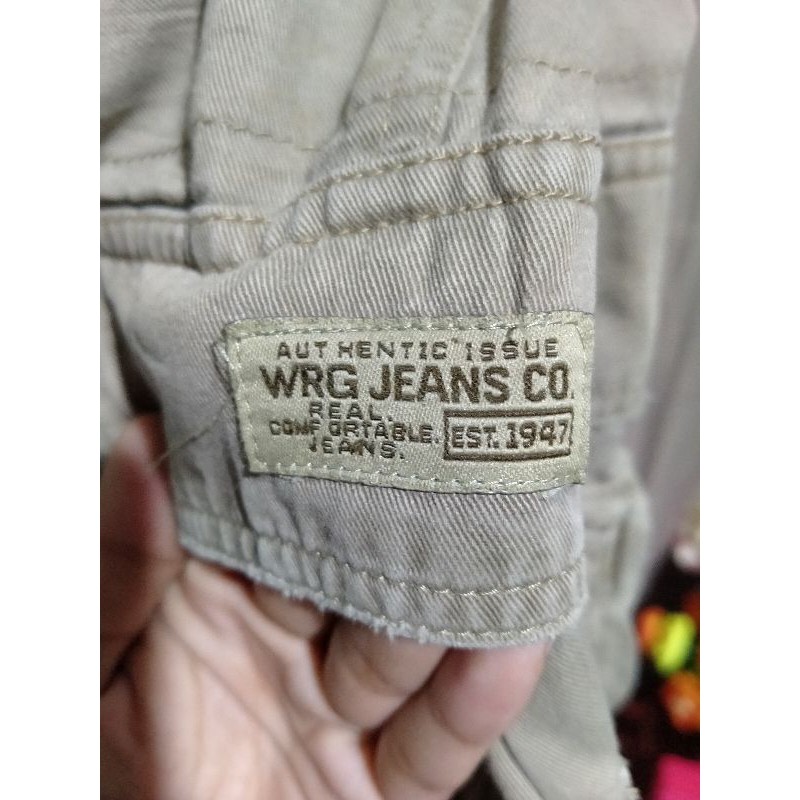 AUTHENTIC ISSUE
WRG JEANS CO.
REAL.
COMFORTABLE.
JEANS.
EST. 1947